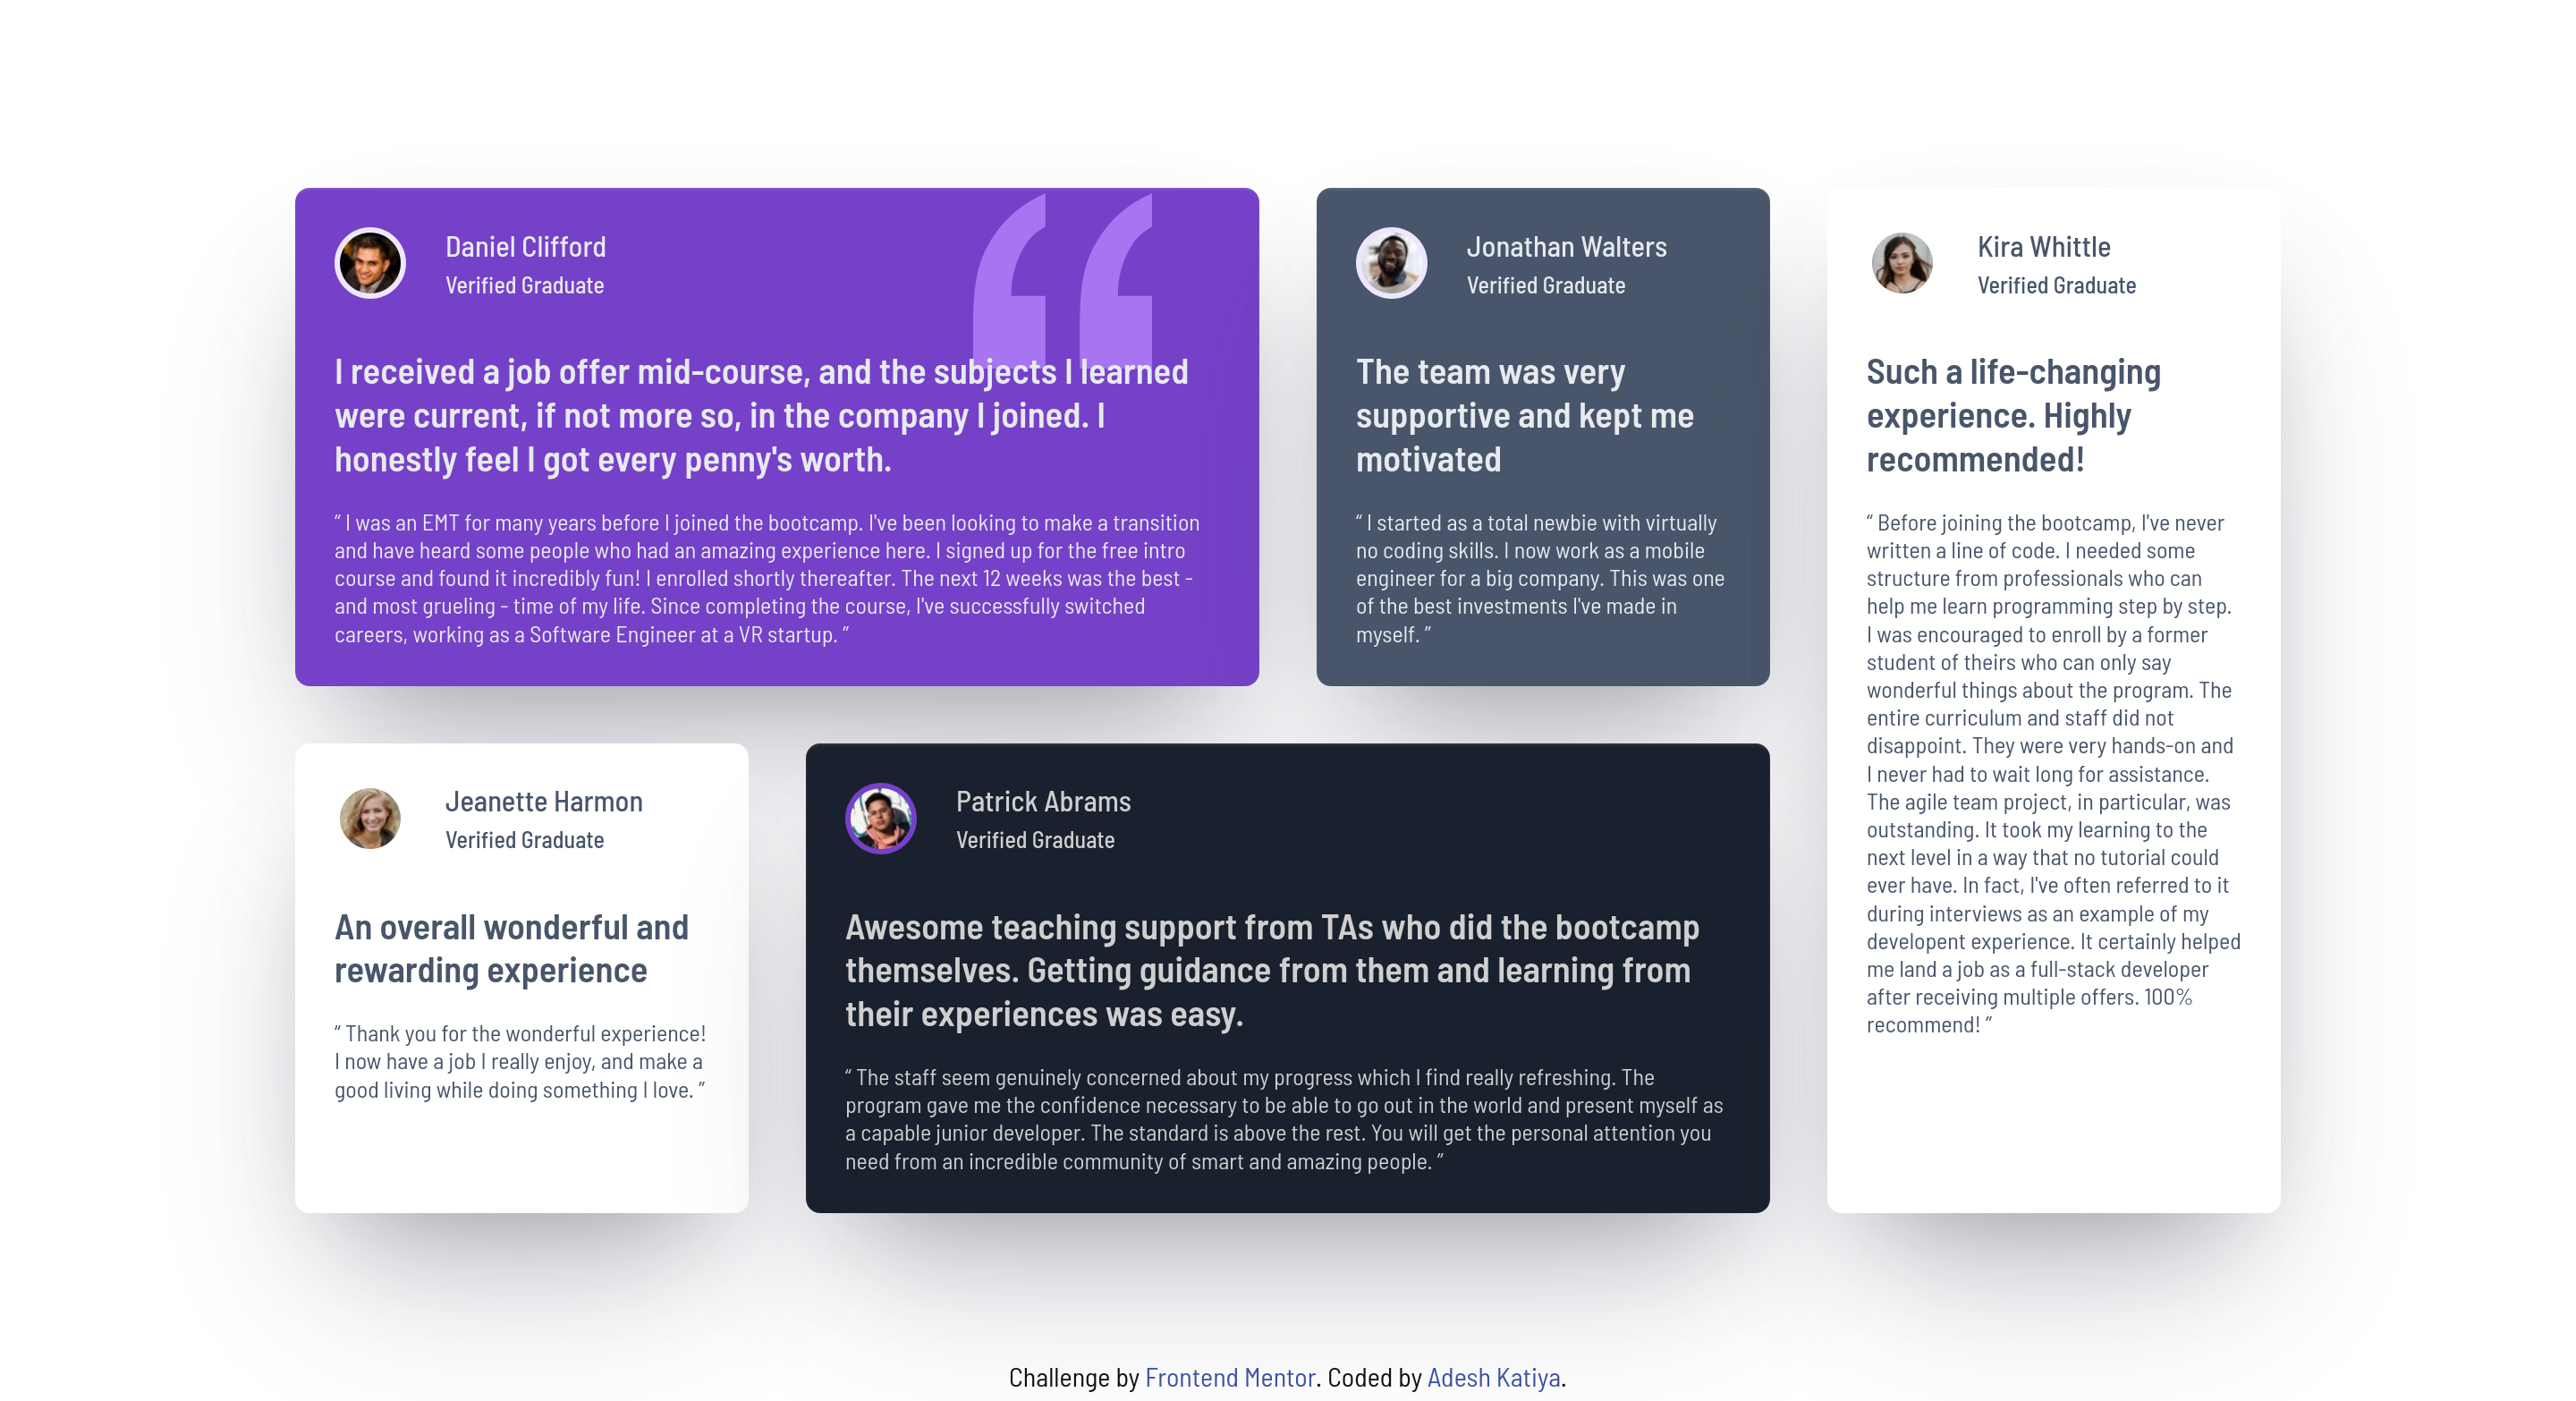 Daniel Clifford
Verified Graduate
I received a job offer mid-course, and the subjects I learned
were current, if not more so, in the company I joined. I
honestly feel I got every penny's worth.
“ I was an EMT for many years before I joined the bootcamp. I've been looking to make a transition
and have heard some people who had an amazing experience here. I signed up for the free intro
course and found it incredibly fun! I enrolled shortly thereafter. The next 12 weeks was the best -
and most grueling - time of my life. Since completing the course, I've successfully switched
careers, working as a Software Engineer at a VR startup. ”
Jonathan Walters
Verified Graduate
The team was very
supportive and kept me
motivated
“ I started as a total newbie with virtually
no coding skills. I now work as a mobile
engineer for a big company. This was one
of the best investments I've made in
myself. ”
Kira Whittle
Verified Graduate
Such a life-changing
experience. Highly
recommended!
“ Before joining the bootcamp, I've never
written a line of code. I needed some
structure from professionals who can
help me learn programming step by step.
I was encouraged to enroll by a former
student of theirs who can only say
wonderful things about the program. The
entire curriculum and staff did not
disappoint. They were very hands-on and
I never had to wait long for assistance.
The agile team project, in particular, was
outstanding. It took my learning to the
next level in a way that no tutorial could
ever have. In fact, I've often referred to it
during interviews as an example of my
developent experience. It certainly helped
me land a job as a full-stack developer
after receiving multiple offers. 100%
recommend! ”
Jeanette Harmon
Verified Graduate
An overall wonderful and
rewarding experience
“ Thank you for the wonderful experience!
I now have a job I really enjoy, and make a
good living while doing something I love. ”
Patrick Abrams
Verified Graduate
Awesome teaching support from TAs who did the bootcamp
themselves. Getting guidance from them and learning from
their experiences was easy.
“ The staff seem genuinely concerned about my progress which I find really refreshing. The
program gave me the confidence necessary to be able to go out in the world and present myself as
a capable junior developer. The standard is above the rest. You will get the personal attention you
need from an incredible community of smart and amazing people. ”
Challenge by Frontend Mentor. Coded by Adesh Katiya.